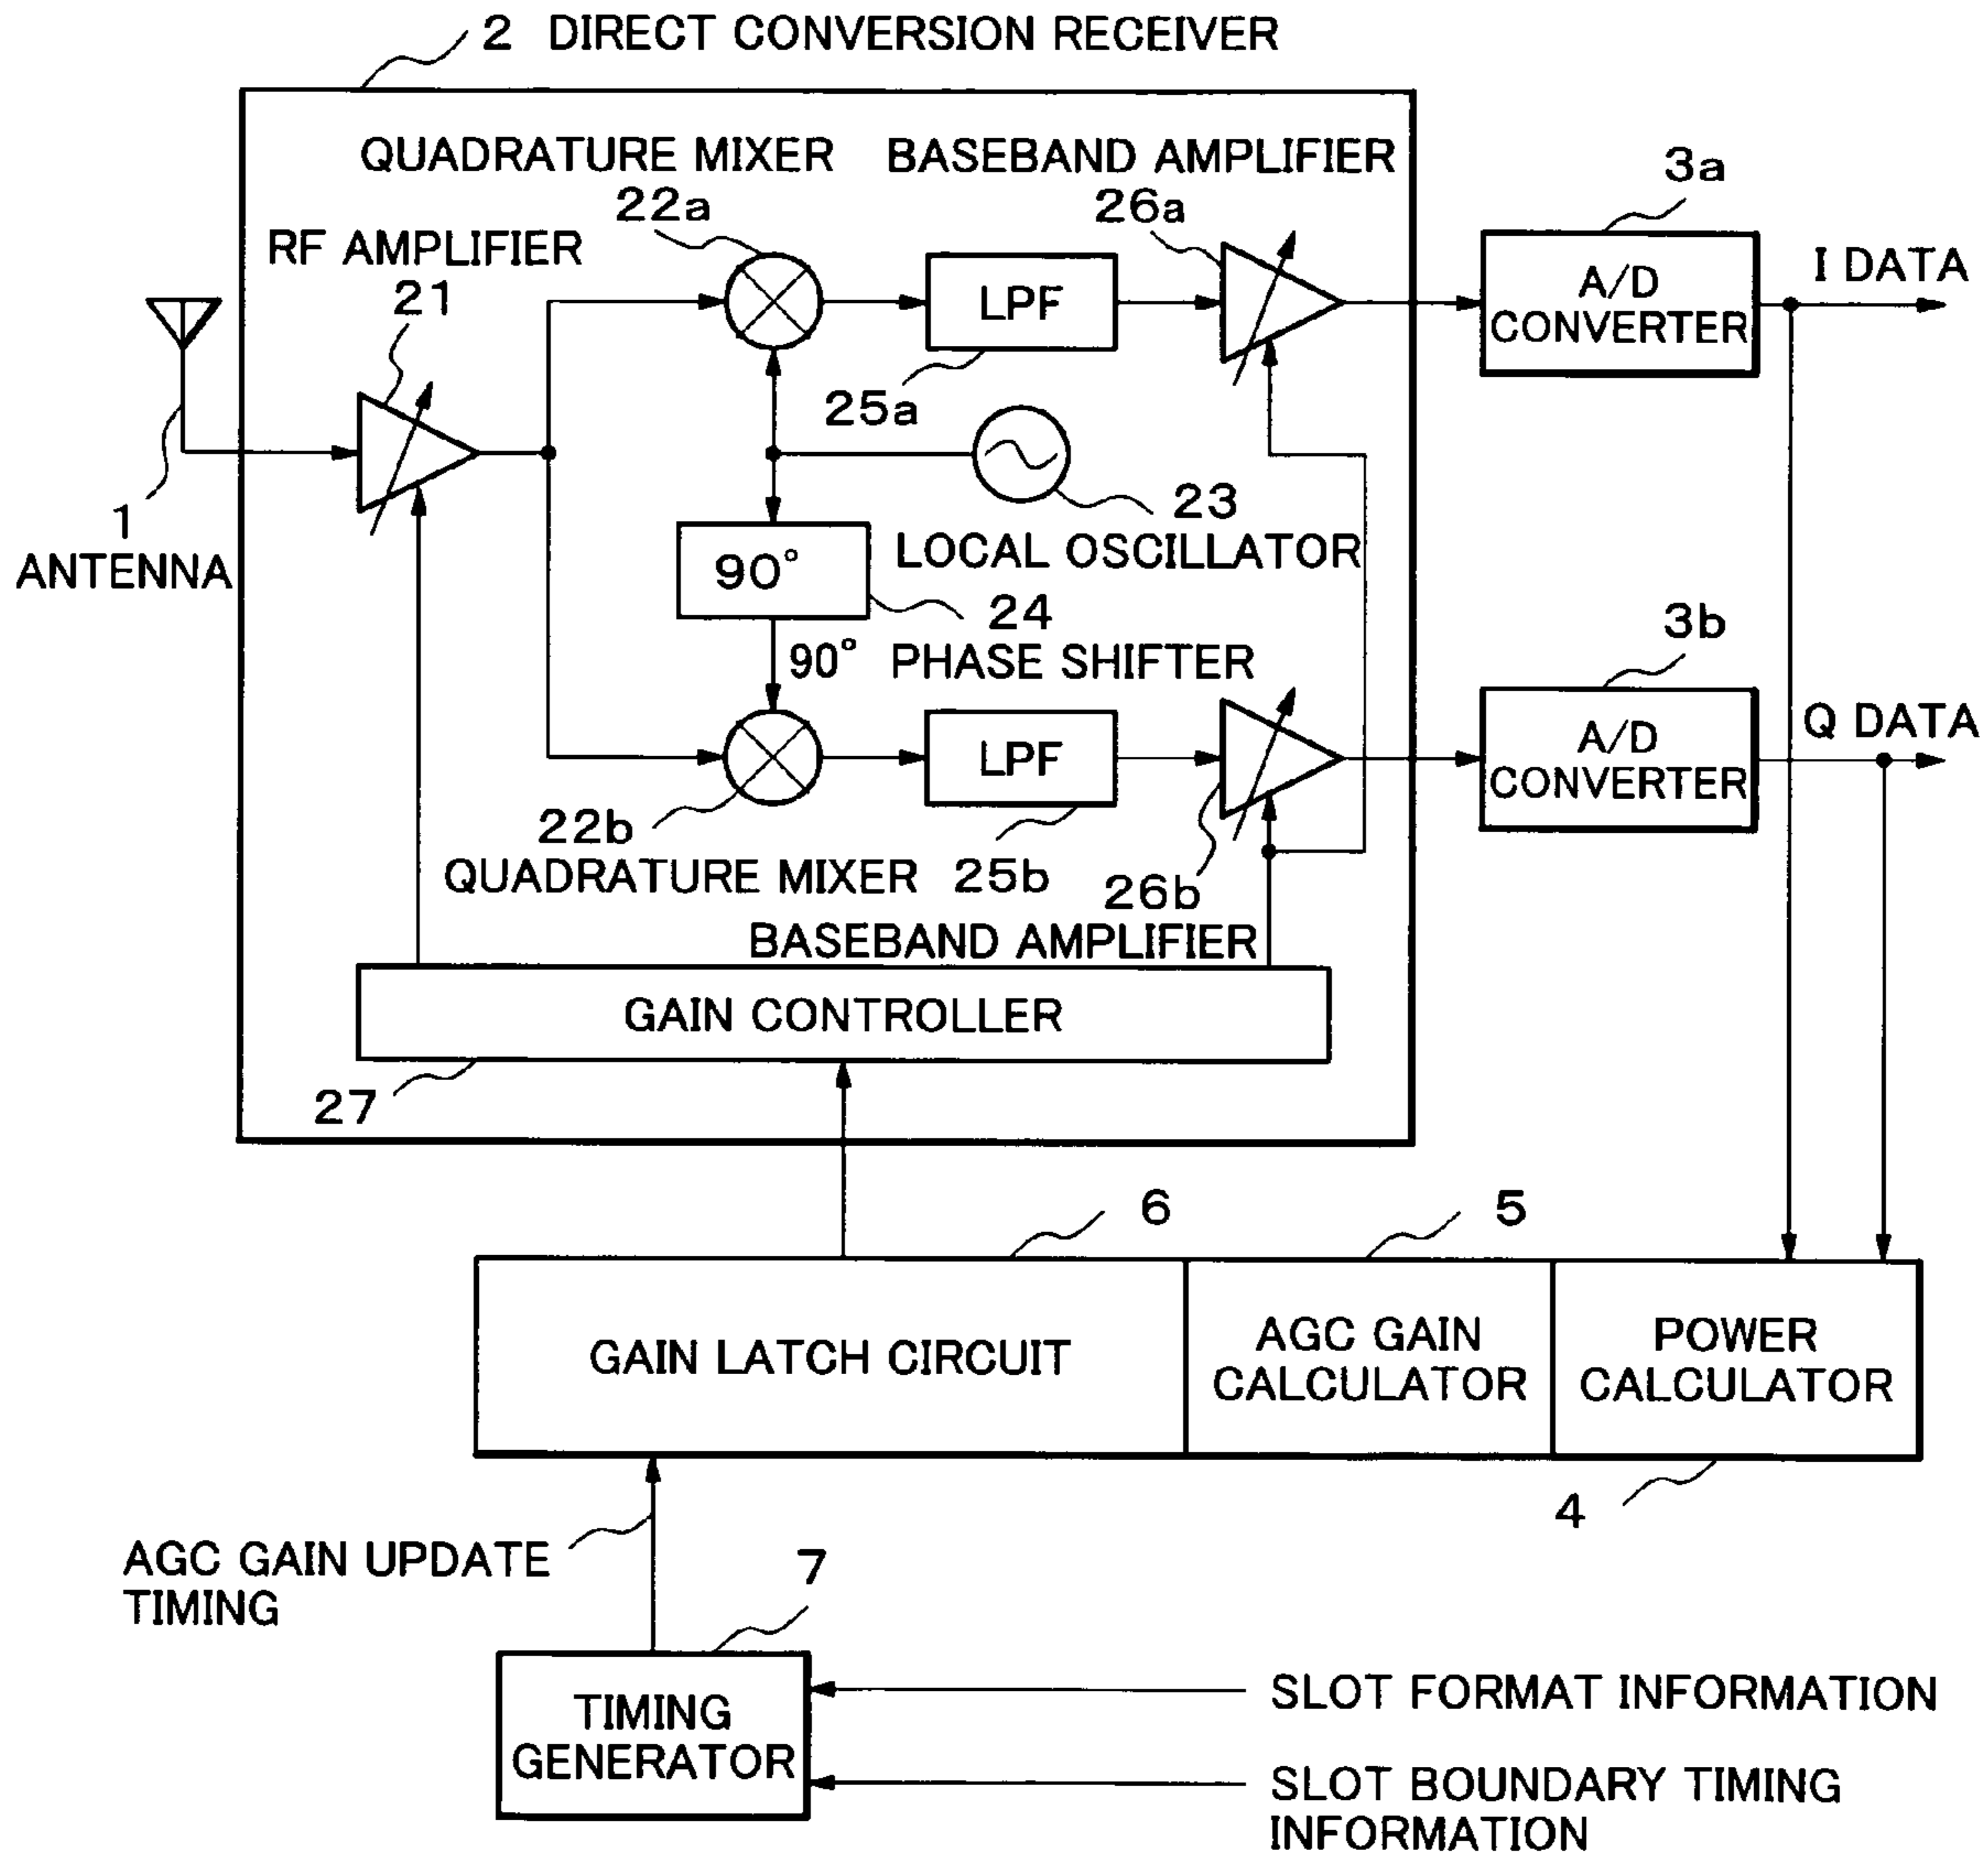 2 DIRECT CONVERSION RECEIVER
QUADRATURE MIXER
22a
BASEBAND AMPLIFIER
26a
3a
RF AMPLIFIER
21
LPF
A/D
CONVERTER
I DATA
25a
1
ANTENNA
23
LOCAL OSCILLATOR
90°
24
90° PHASE SHIFTER
3b
LPF
A/D
CONVERTER
Q DATA
22b
QUADRATURE MIXER
25b
26b
BASEBAND AMPLIFIER
GAIN CONTROLLER
27
6
5
GAIN LATCH CIRCUIT
AGC GAIN
CALCULATOR
POWER
CALCULATOR
4
AGC GAIN UPDATE
TIMING
7
TIMING
GENERATOR
SLOT FORMAT INFORMATION
SLOT BOUNDARY TIMING
INFORMATION